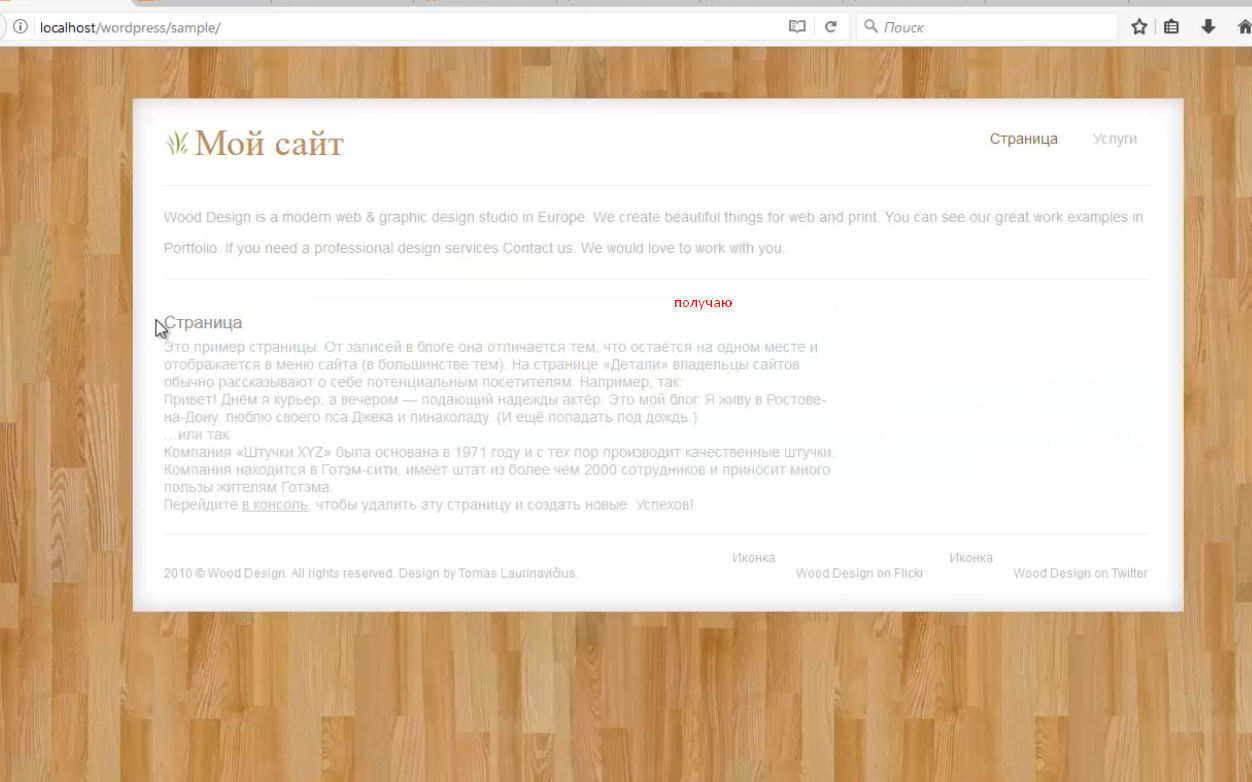 localhost/wordpress/sample/
Поиск
Мой сайт
Страница
Услуги
Wood Design is a modern web & graphic design studio in Europe. We create beautiful things for web and print. You can see our great work examples in
Portfolio. If you need a professional design services Contact us. We would love to work with you.
получаю
Страница
Это пример страницы. От записей в блоге она отличается тем, что остаётся на одном месте и
отображается в меню сайта (в большинстве тем). На странице «Детали» владельцы сайтов
обычно рассказывают о себе потенциальным посетителям. Например, так:
Привет! Днём я курьер, а вечером — подающий надежды актёр. Это мой блог. Я живу в Ростове-
на-Дону, люблю своего пса Джека и пинаколаду. (И ещё попадать под дождь.)
…или так
Компания «Штучки XYZ» была основана в 1971 году и с тех пор производит качественные штучки.
Компания находится в Готэм-сити, имеет штат из более чем 2000 сотрудников и приносит много
пользы жителям Готэма.
Перейдите в консоль, чтобы удалить эту страницу и создать новые. Успехов!
Иконка
Иконка
2010 © Wood Design. All rights reserved. Design by Tomas Laurinavičius.
Wood Design on Flickr
Wood Design on Twitter